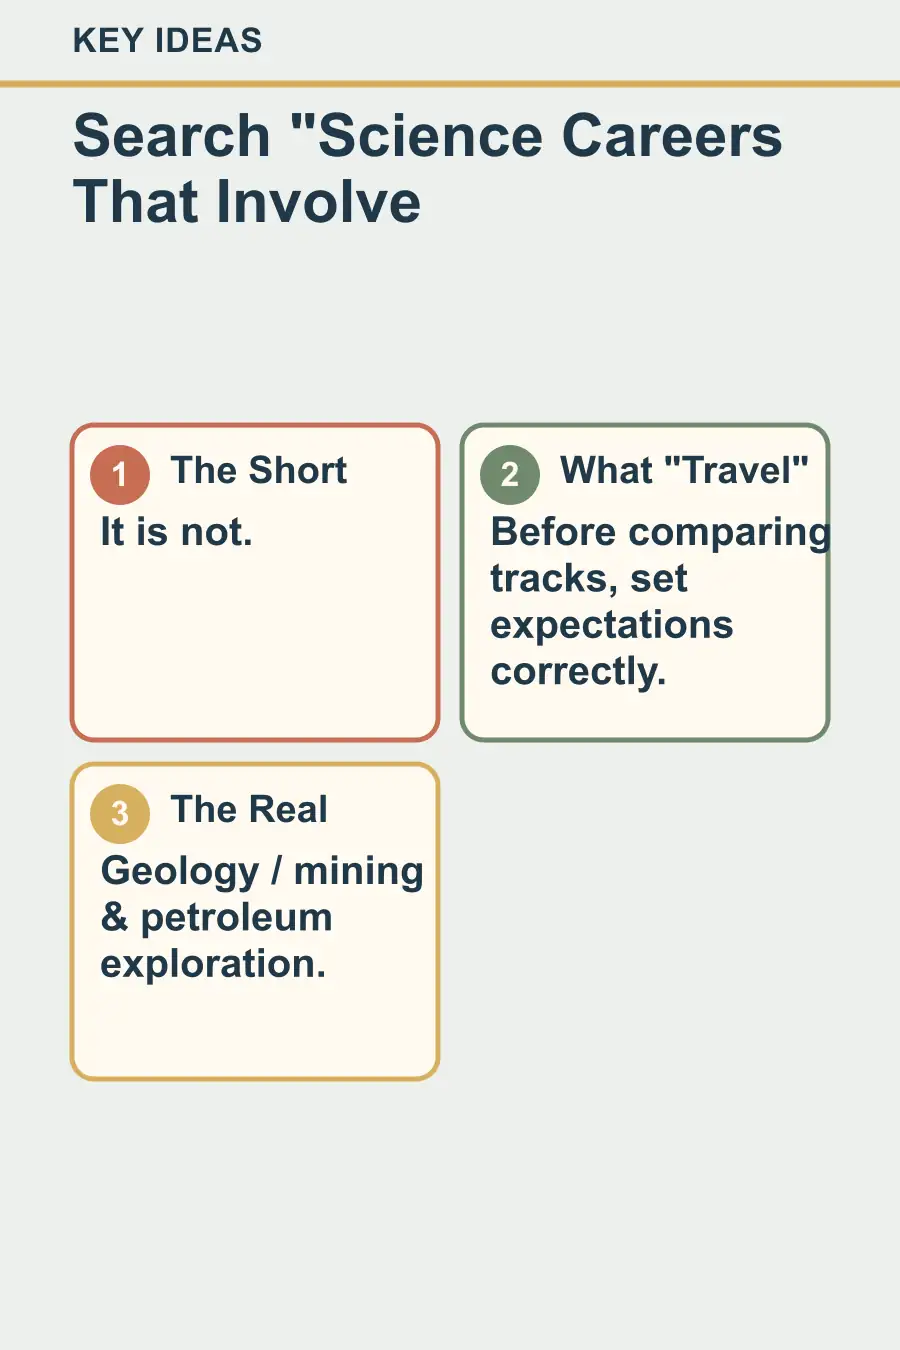 KEY IDEAS
Search "Science Careers
That Involve
1 The Short
It is not.
2 What "Travel"
Before comparing
tracks, set
expectations
correctly.
3 The Real
Geology / mining
& petroleum
exploration.